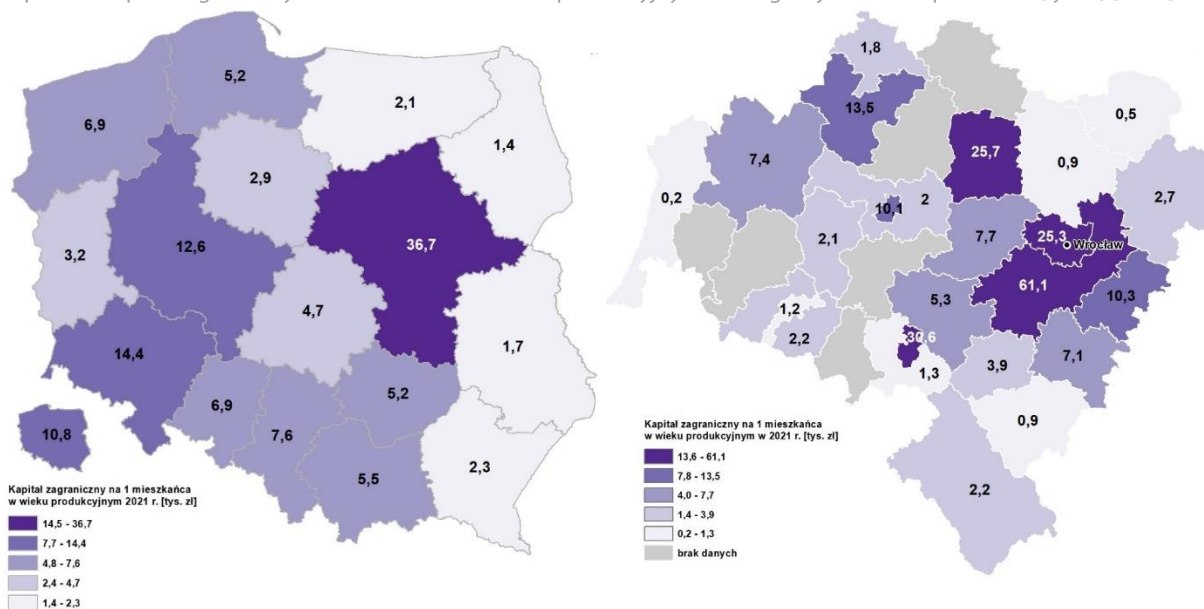 5,2
6,9
2,1
1,4
2,9
36,7
12,6
3,2
4,7
1,7
14,4
5,2
6,9
7,6
10,8
2,3
5,5
Kapitał zagraniczny na 1 mieszkańca
w wieku produkcyjnym 2021 r. [tys. zł]
14,5 - 36,7
7,7 - 14,4
4,8 - 7,6
2,4 - 4,7
1,4 - 2,3
1,8
13,5
0,5
25,7
7,4
0,9
0,2
2
10,1
2,7
2,1
7,7
25,3
Wrocław
61,1
10,3
5,3
1,2
30,6
2,2
3,9
7,1
1,3
0,9
2,2
Kapitał zagraniczny na 1 mieszkańca
w wieku produkcyjnym w 2021 r. [tys. zł]
13,6 - 61,1
7,8 - 13,5
4,0 - 7,7
1,4 - 3,9
0,2 - 1,3
brak danych